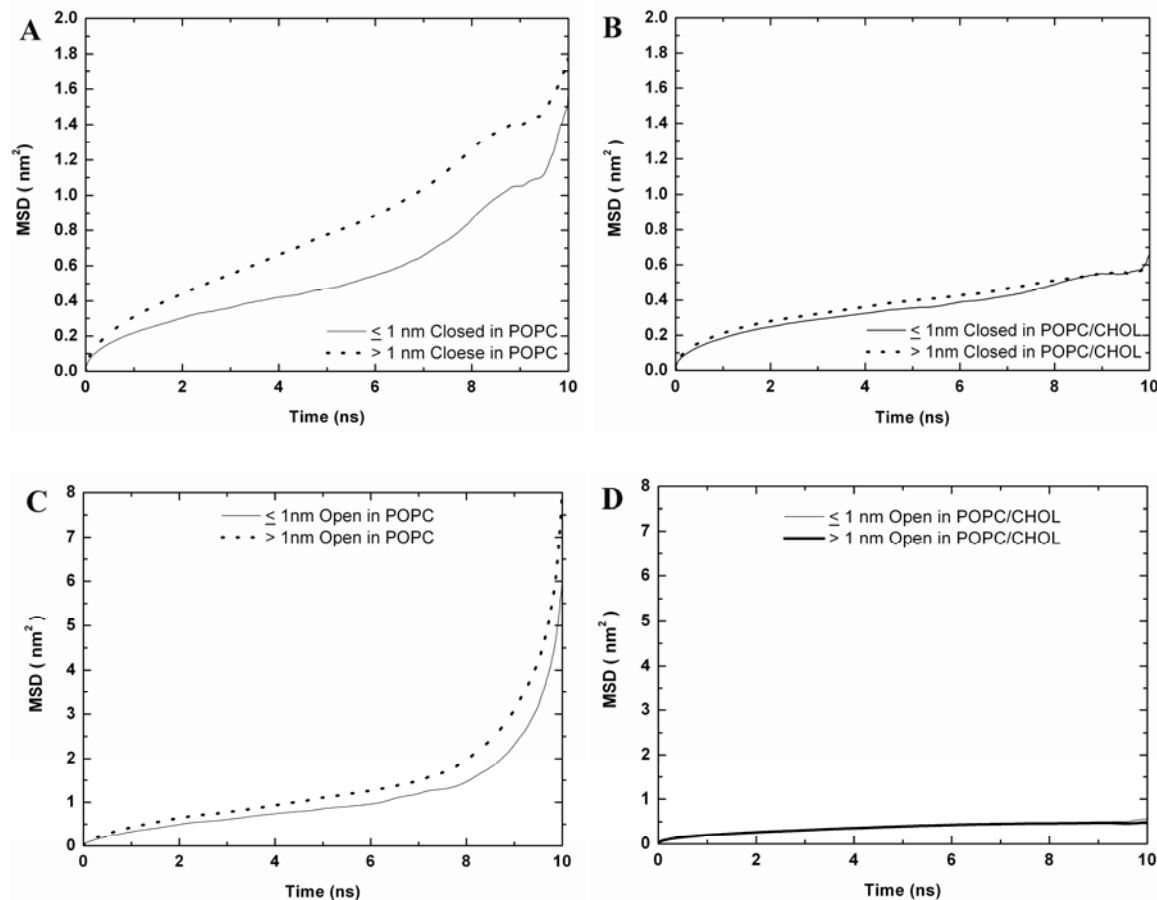 A
2.0
1.8
1.6
1.4
1.2
1.0
0.8
0.6
0.4
0.2
0.0
MSD ( nm²)
≤ 1 nm Closed in POPC
> 1 nm Cloese in POPC
0 2 4 6 8 10
Time (ns)
B
2.0
1.8
1.6
1.4
1.2
1.0
0.8
0.6
0.4
0.2
0.0
MSD ( nm²)
≤ 1nm Closed in POPC/CHOL
> 1nm Closed in POPC/CHOL
0 2 4 6 8 10
Time (ns)
C
8
7
6
5
4
3
2
1
0
MSD ( nm²)
≤ 1nm Open in POPC
> 1nm Open in POPC
0 2 4 6 8 10
Time (ns)
D
8
7
6
5
4
3
2
1
0
MSD ( nm²)
≤ 1 nm Open in POPC/CHOL
> 1 nm Open in POPC/CHOL
0 2 4 6 8 10
Time (ns)